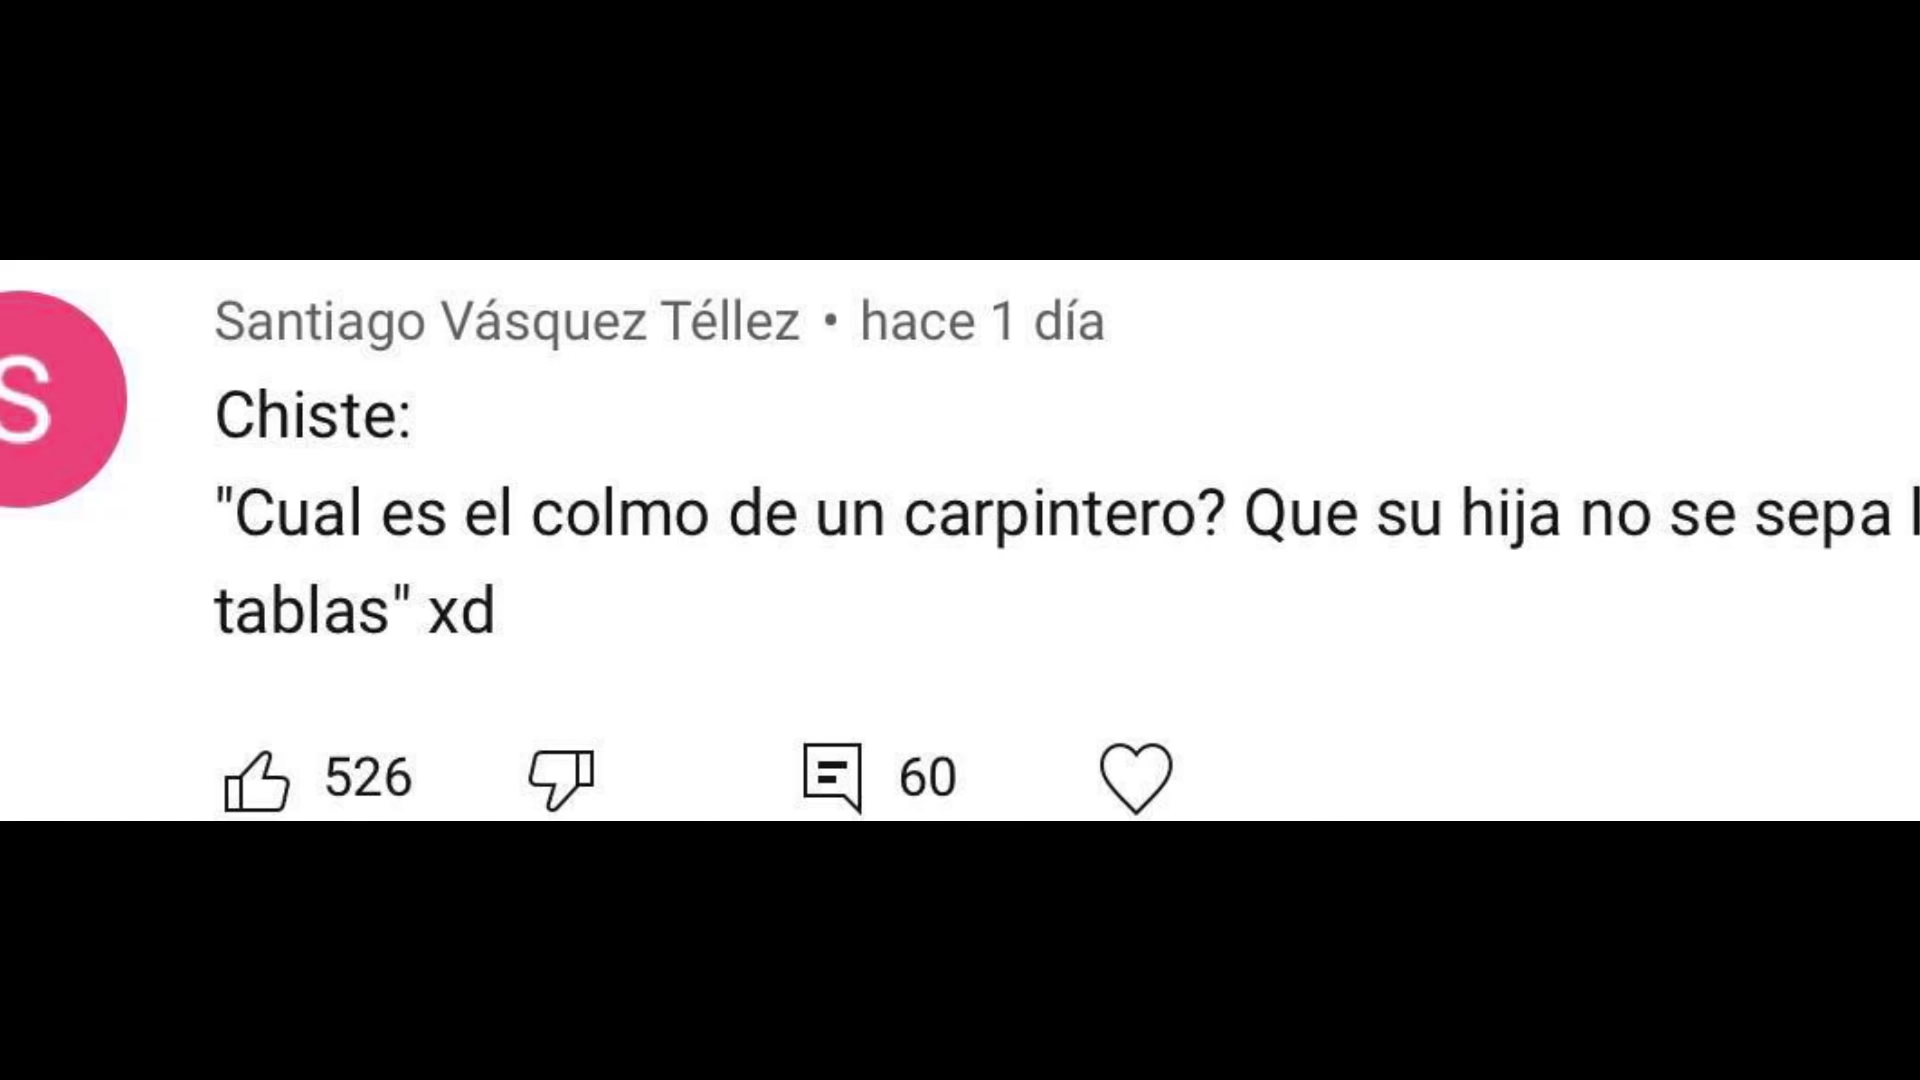 S
Santiago Vásquez Téllez • hace 1 día
Chiste:
"Cual es el colmo de un carpintero? Que su hija no se sepa
tablas" xd
526 60